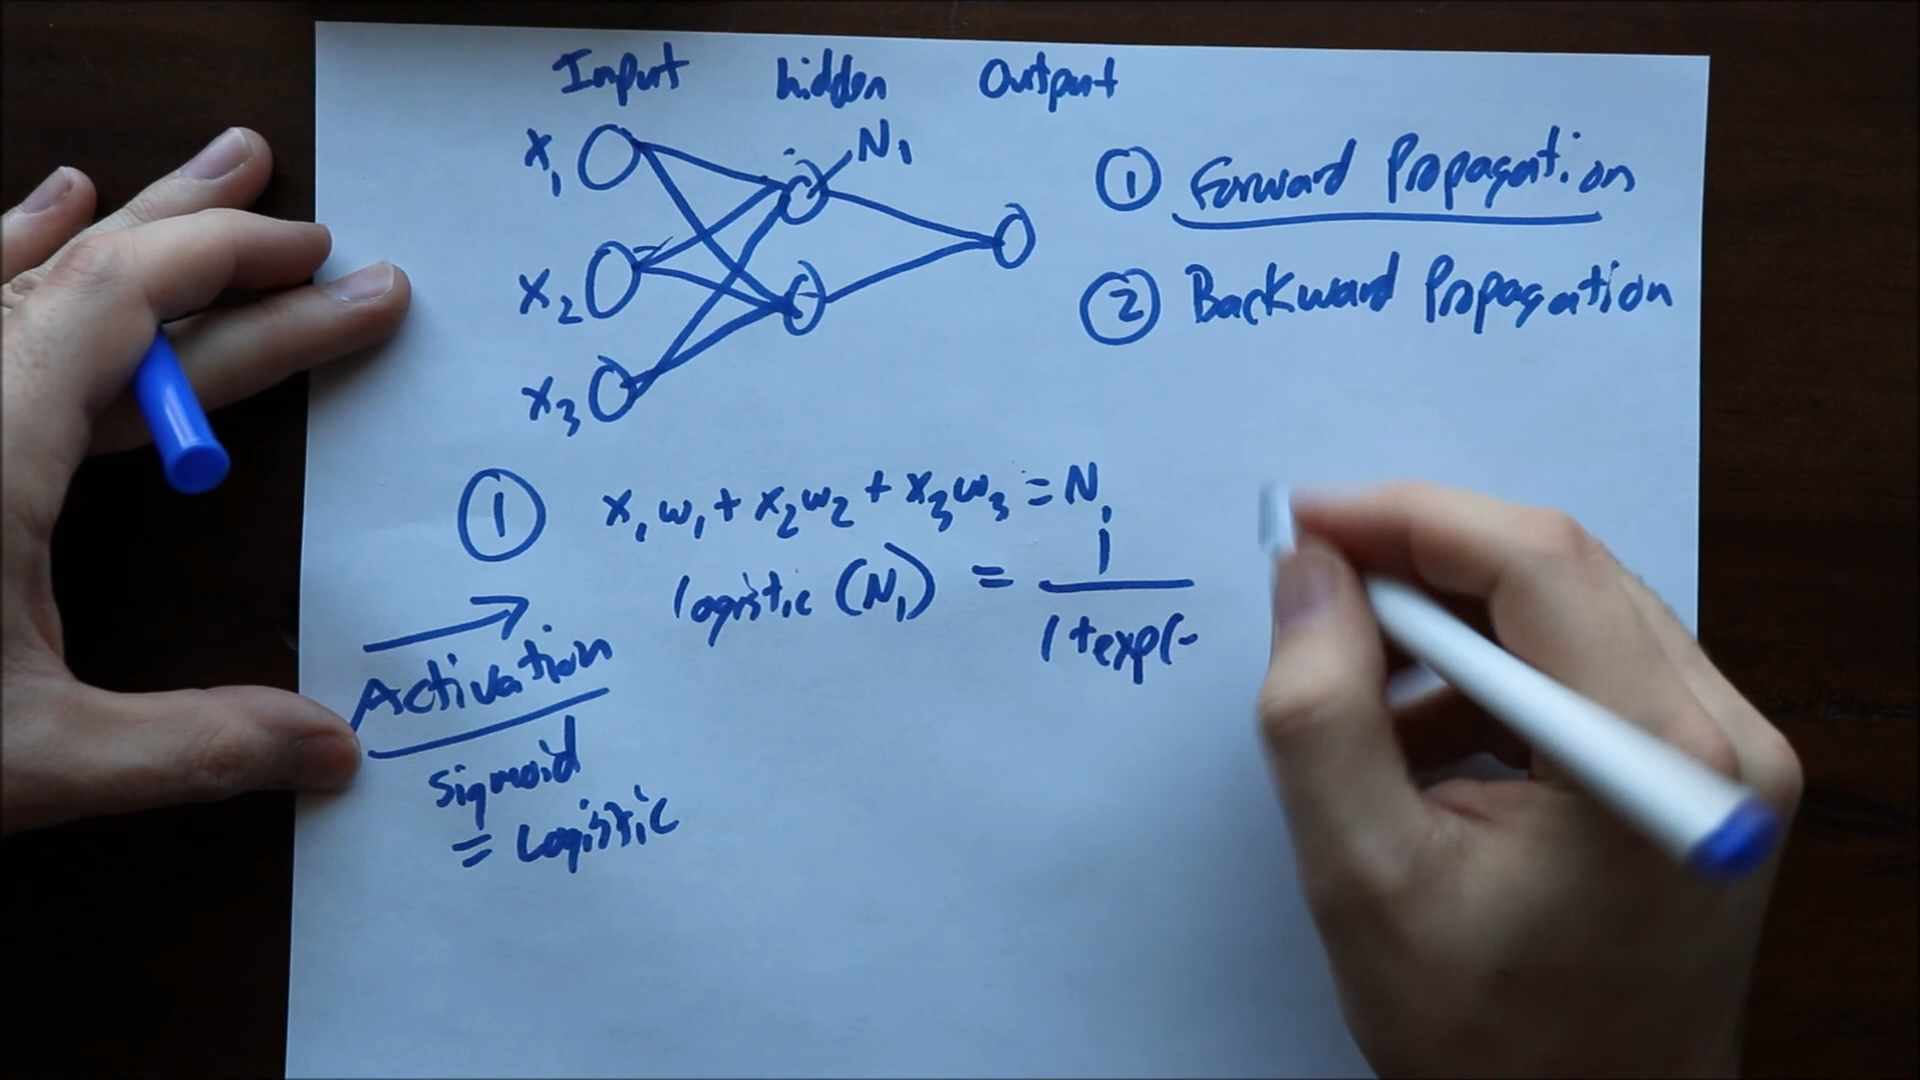 Input hidden Output
x1
N1
x2
x3
① Forward Propagation
② Backward Propagation
① x1w1 + x2w2 + x3w3 = N1
logistic (N1) = 1
1+exp(-
→
Activation
Sigmoid
= Logistic